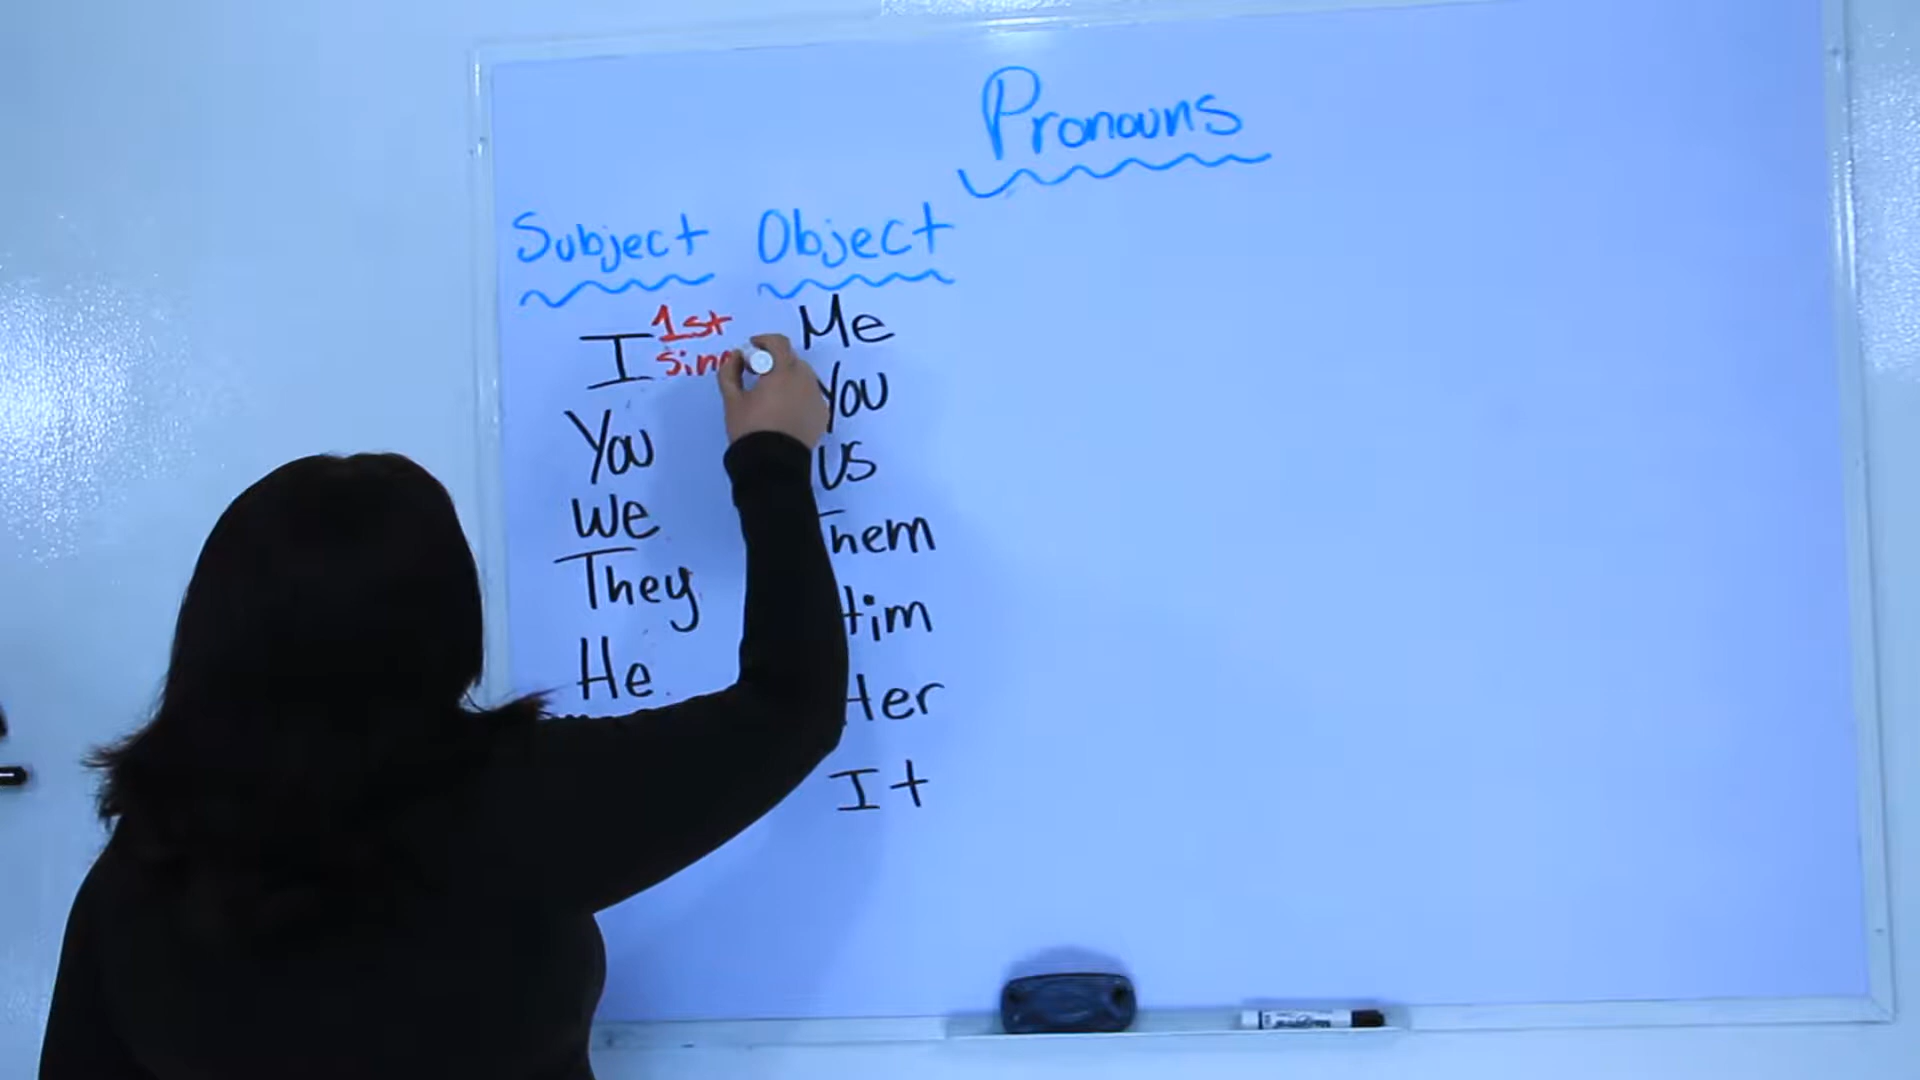 Pronouns
Subject Object
I 1st Me
You You
We Us
They Them
He Him
Her
It